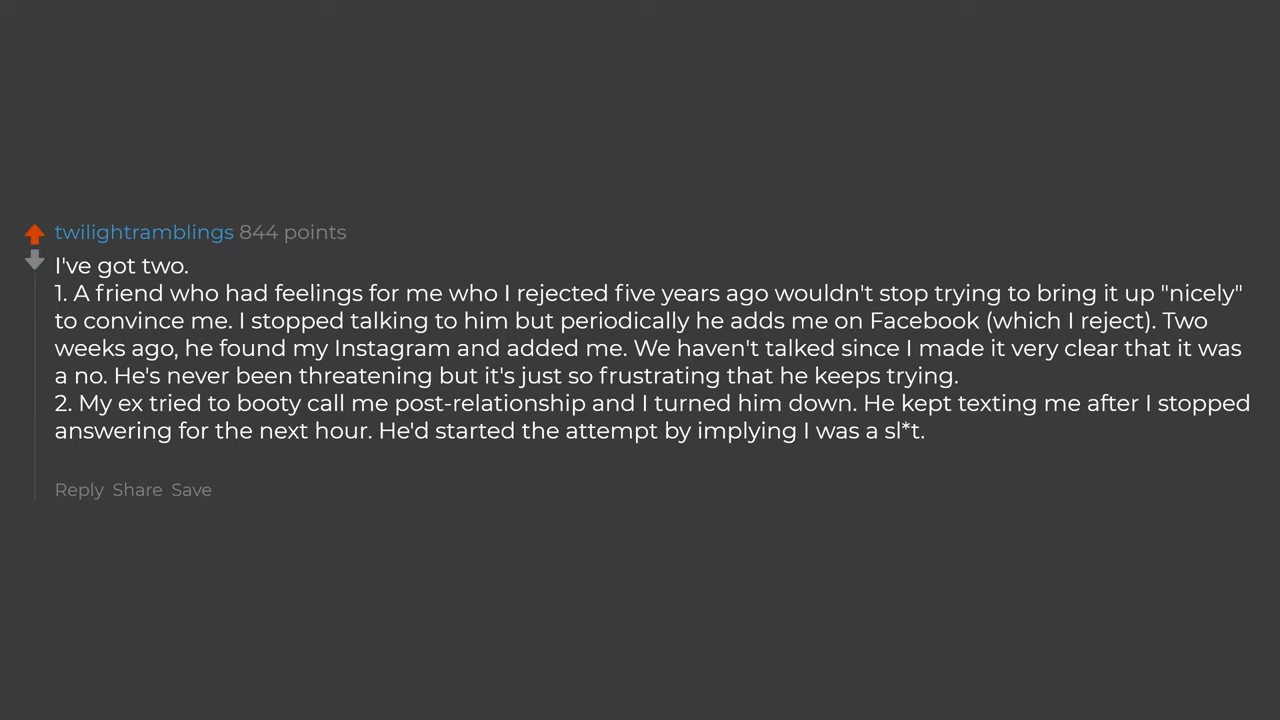 twilightramblings 844 points
I've got two.
1. A friend who had feelings for me who I rejected five years ago wouldn't stop trying to bring it up "nicely"
to convince me. I stopped talking to him but periodically he adds me on Facebook (which I reject). Two
weeks ago, he found my Instagram and added me. We haven't talked since I made it very clear that it was
a no. He's never been threatening but it's just so frustrating that he keeps trying.
2. My ex tried to booty call me post-relationship and I turned him down. He kept texting me after I stopped
answering for the next hour. He'd started the attempt by implying I was a sl*t.
Reply Share Save